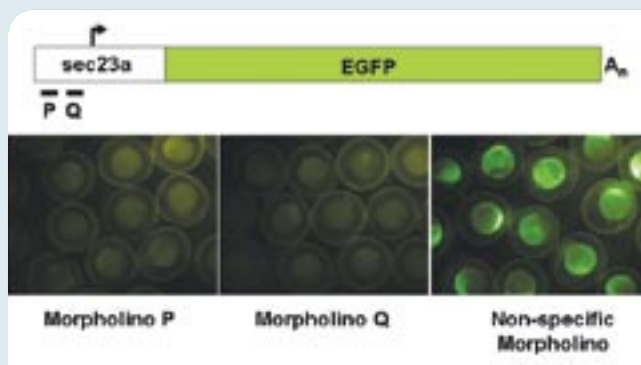 sec23a EGFP Aₙ
P Q
Morpholino P Morpholino Q Non-specific
Morpholino